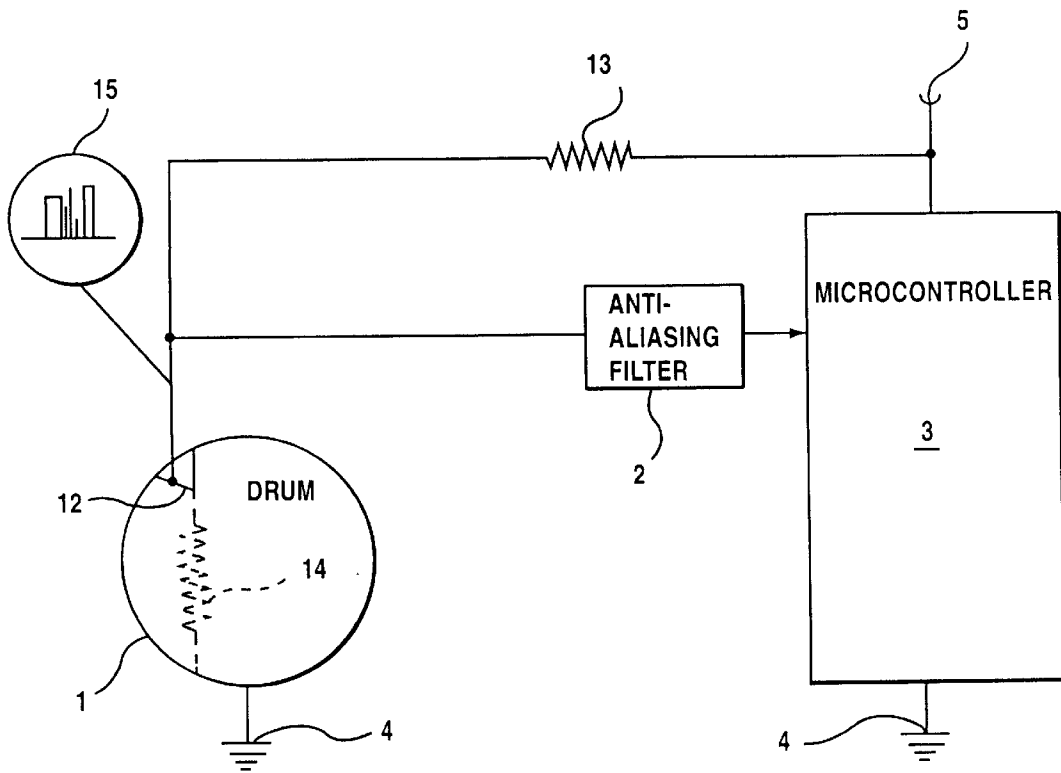 5
13
15
ANTI-
ALIASING
FILTER
MICROCONTROLLER
3
2
12
DRUM
14
1
4
4